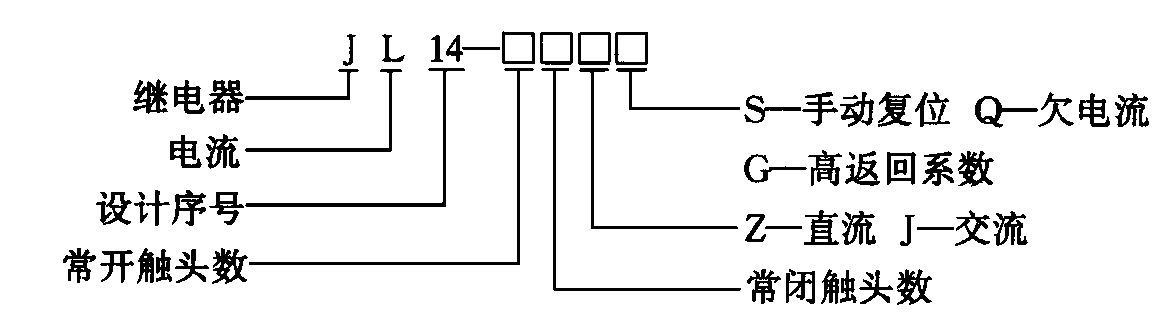 J L 14—□□□□
继电器
电流
设计序号
常开触头数
S—手动复位 Q—欠电流
G—高返回系数
Z—直流 J—交流
常闭触头数